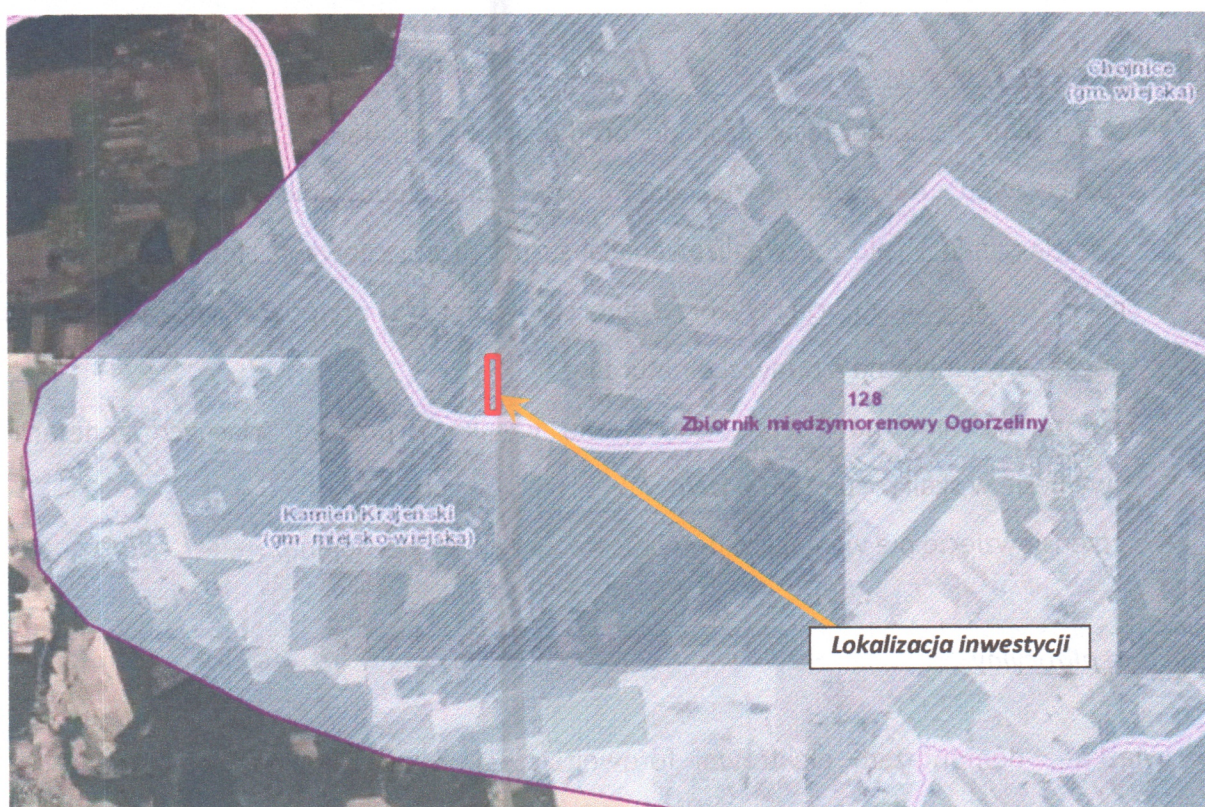 Chojnice
(gm. wiejska)
128
Zbiornik międzymorenowy Ogorzeliny
Kamień Krajeński
(gm. miejsko-wiejska)
Lokalizacja inwestycji